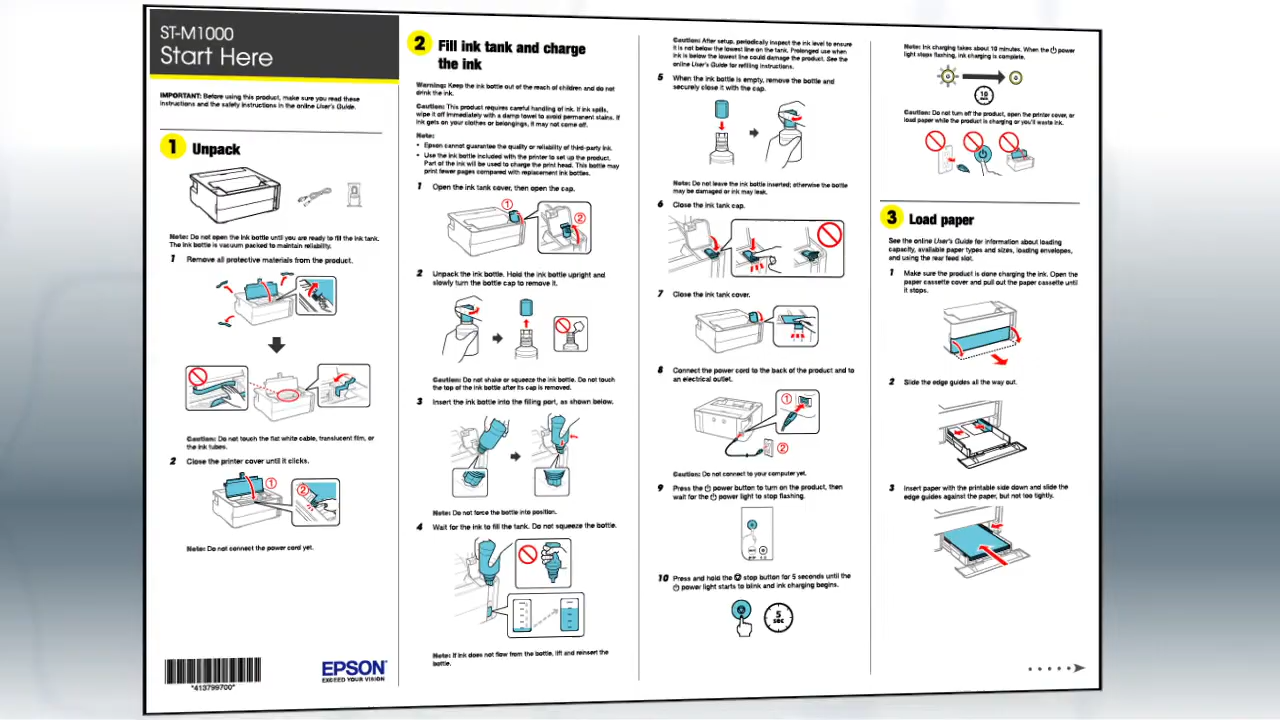 ST-M1000
Start Here
IMPORTANT: Before using this product, make sure you read these
instructions and the safety instructions in the online User's Guide.
1 Unpack
Note: Do not open the ink bottle until you are ready to fill the ink tank.
The ink bottle is vacuum packed to maintain reliability.
1 Remove all protective materials from the product.
Caution: Do not touch the flat white cable, translucent film, or
the ink tubes.
2 Close the printer cover until it clicks.
1
2
Note: Do not connect the power cord yet.
*413799700*
EPSON
EXCEED YOUR VISION
2 Fill ink tank and charge
the ink
Warning: Keep the ink bottle out of the reach of children and do not
drink the ink.
Caution: This product requires careful handling of ink. If ink spills,
wipe it off immediately with a damp towel to avoid permanent stains. If
ink gets on your clothes or belongings, it may not come off.
Note:
• Epson cannot guarantee the quality or reliability of third-party ink.
• Use the ink bottle included with the printer to set up the product.
Part of the ink will be used to charge the print head. This bottle may
print fewer pages compared with replacement ink bottles.
1 Open the ink tank cover, then open the cap.
1
2
2 Unpack the ink bottle. Hold the ink bottle upright and
slowly turn the bottle cap to remove it.
Caution: Do not shake or squeeze the ink bottle. Do not touch
the top of the ink bottle after its cap is removed.
3 Insert the ink bottle into the filling port, as shown below.
Note: Do not force the bottle into position.
4 Wait for the ink to fill the tank. Do not squeeze the bottle.
Note: If ink does not flow from the bottle, lift and reinsert the
bottle.
Caution: After setup, periodically inspect the ink level to ensure
it is not below the lowest line on the tank. Prolonged use when
ink is below the lowest line could damage the product. See the
online User's Guide for refilling instructions.
5 When the ink bottle is empty, remove the bottle and
securely close it with the cap.
Note: Do not leave the ink bottle inserted; otherwise the bottle
may be damaged or ink may leak.
6 Close the ink tank cap.
7 Close the ink tank cover.
8 Connect the power cord to the back of the product and to
an electrical outlet.
1
2
Caution: Do not connect to your computer yet.
9 Press the power button to turn on the product, then
wait for the power light to stop flashing.
10 Press and hold the stop button for 5 seconds until the
power light starts to blink and ink charging begins.
5
sec
Note: Ink charging takes about 10 minutes. When the power
light stops flashing, ink charging is complete.
10
Caution: Do not turn off the product, open the printer cover, or
load paper while the product is charging or you'll waste ink.
3 Load paper
See the online User's Guide for information about loading
capacity, available paper types and sizes, loading envelopes,
and using the rear feed slot.
1 Make sure the product is done charging the ink. Open the
paper cassette cover and pull out the paper cassette until
it stops.
2 Slide the edge guides all the way out.
3 Insert paper with the printable side down and slide the
edge guides against the paper, but not too tightly.